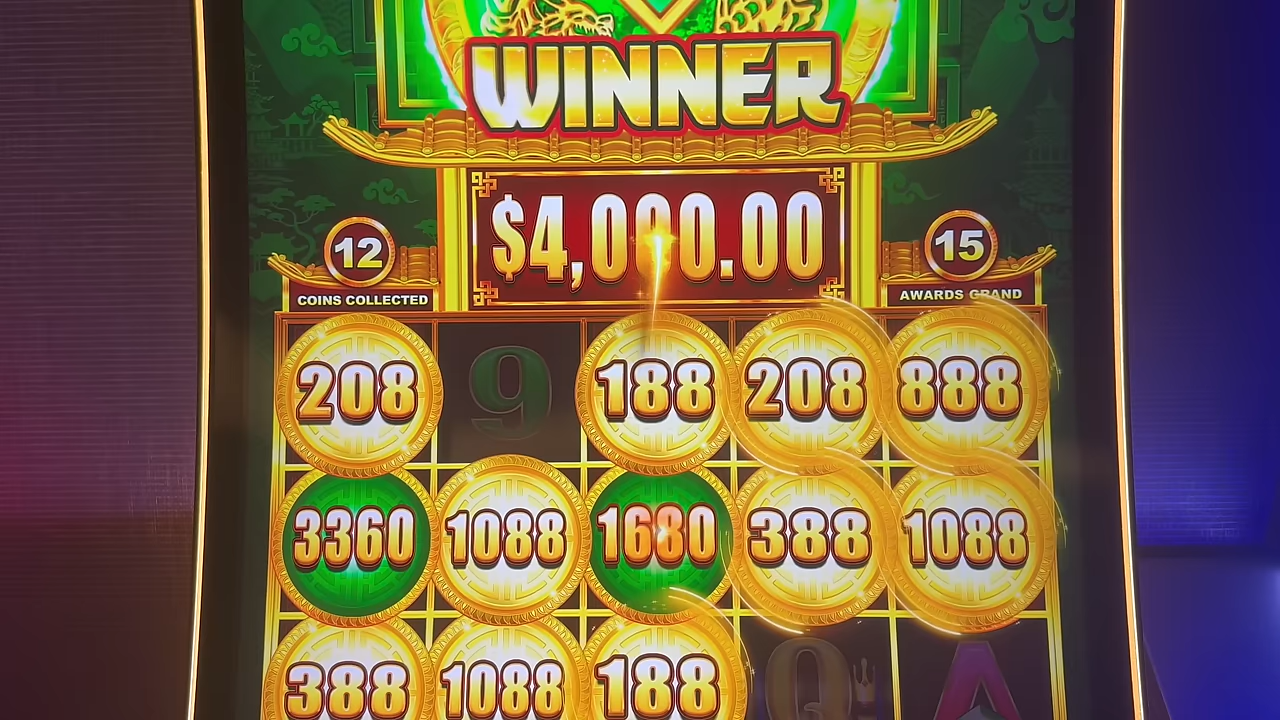 WINNER
$4,000.00
12
15
COINS COLLECTED
AWARDS GRAND
208 9 188 208 888
3360 1088 1680 388 1088
388 1088 188 Q A